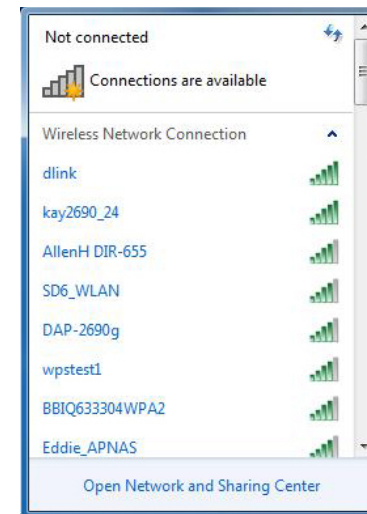 Not connected
Connections are available
Wireless Network Connection
dlink
kay2690_24
AllenH DIR-655
SD6_WLAN
DAP-2690g
wpstest1
BBIQ633304WPA2
Eddie_APNAS
Open Network and Sharing Center